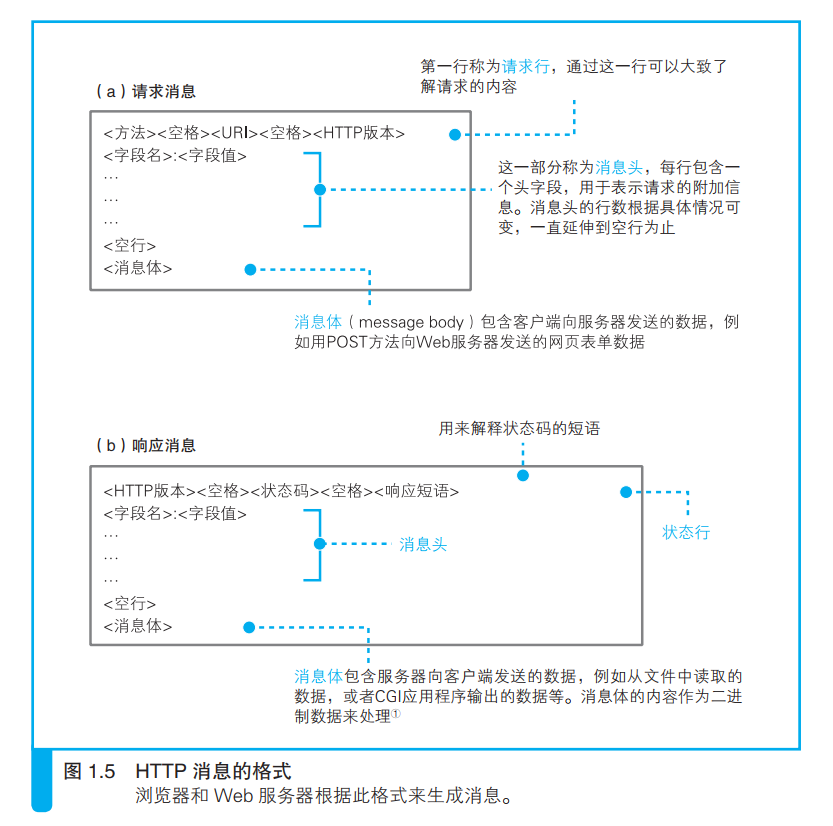 第一行称为请求行，通过这一行可以大致了
解请求的内容
（a）请求消息
<方法><空格><URI><空格><HTTP版本>
<字段名>:<字段值>
…
…
…
<空行>
<消息体>
这一部分称为消息头，每行包含一
个头字段，用于表示请求的附加信
息。消息头的行数根据具体情况可
变，一直延伸到空行为止
消息体（message body）包含客户端向服务器发送的数据，例
如用POST方法向Web服务器发送的网页表单数据
用来解释状态码的短语
（b）响应消息
<HTTP版本><空格><状态码><空格><响应短语>
<字段名>:<字段值>
…
…
…
<空行>
<消息体>
状态行
消息头
消息体包含服务器向客户端发送的数据，例如从文件中读取的
数据，或者CGI应用程序输出的数据等。消息体的内容作为二进
制数据来处理①
图 1.5 HTTP 消息的格式
浏览器和 Web 服务器根据此格式来生成消息。